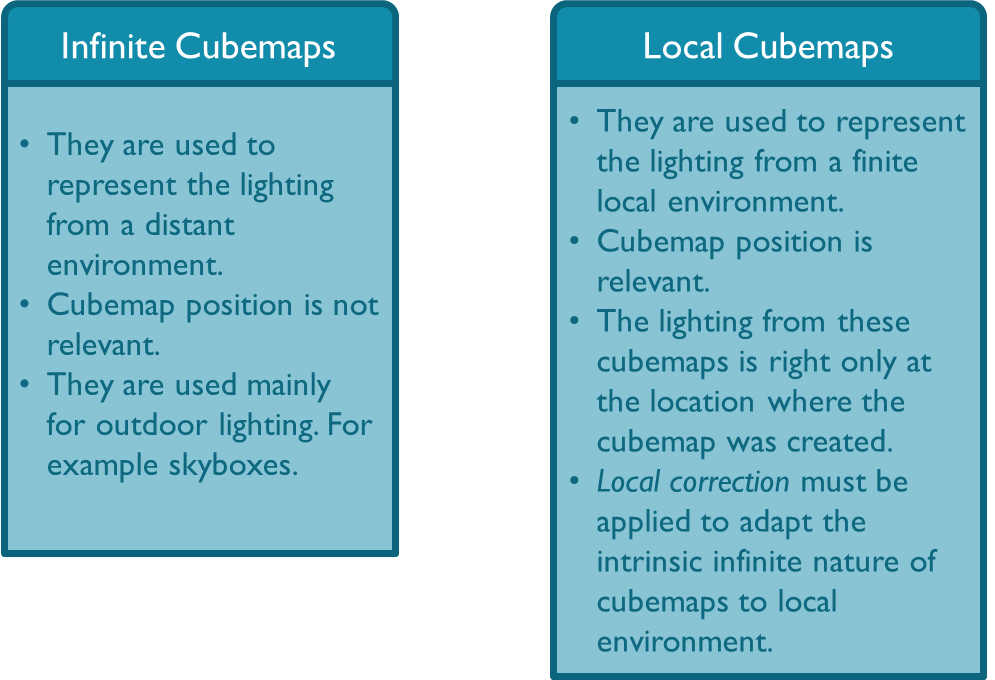 Infinite Cubemaps
• They are used to
represent the lighting
from a distant
environment.
• Cubemap position is not
relevant.
• They are used mainly
for outdoor lighting. For
example skyboxes.
Local Cubemaps
• They are used to represent
the lighting from a finite
local environment.
• Cubemap position is
relevant.
• The lighting from these
cubemaps is right only at
the location where the
cubemap was created.
• Local correction must be
applied to adapt the
intrinsic infinite nature of
cubemaps to local
environment.